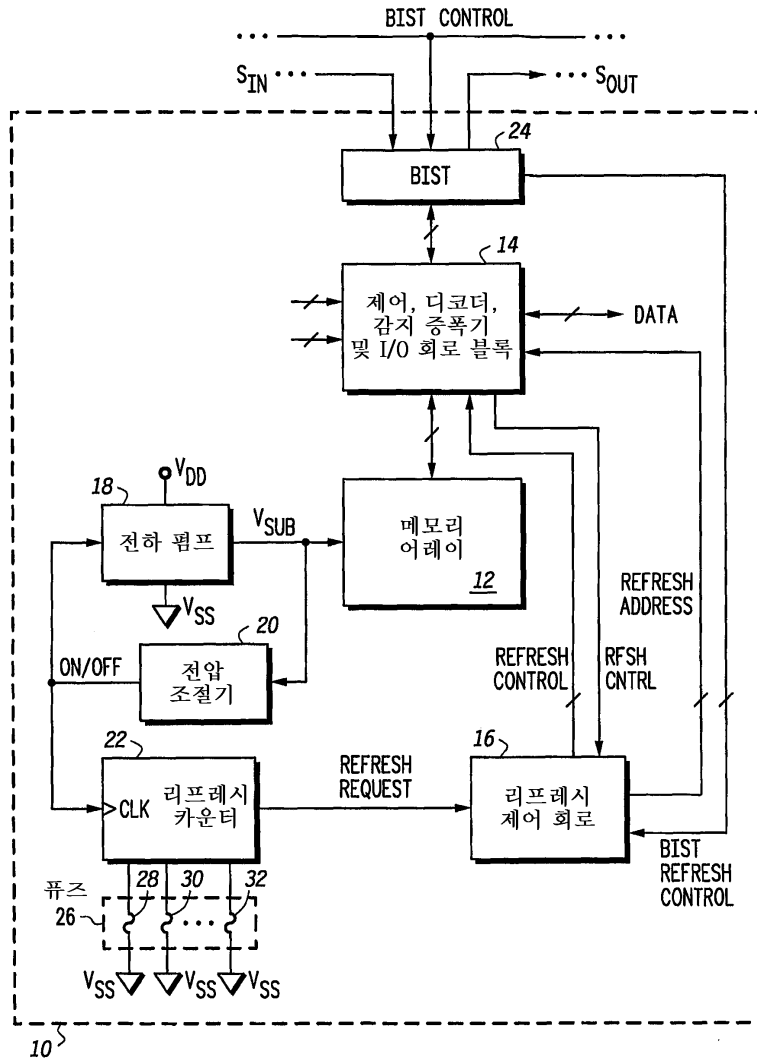 BIST CONTROL
S_IN
S_OUT
24
BIST
14
제어, 디코더,
감지 증폭기
및 I/O 회로 블록
DATA
V_DD
18
전하 펌프
V_SUB
V_SS
메모리
어레이
12
REFRESH
ADDRESS
20
ON/OFF
전압
조절기
REFRESH
CONTROL
RFSH
CNTRL
22
CLK
리프레시
카운터
REFRESH
REQUEST
16
리프레시
제어 회로
BIST
REFRESH
CONTROL
퓨즈
26
28
30
32
V_SS
V_SS
V_SS
10